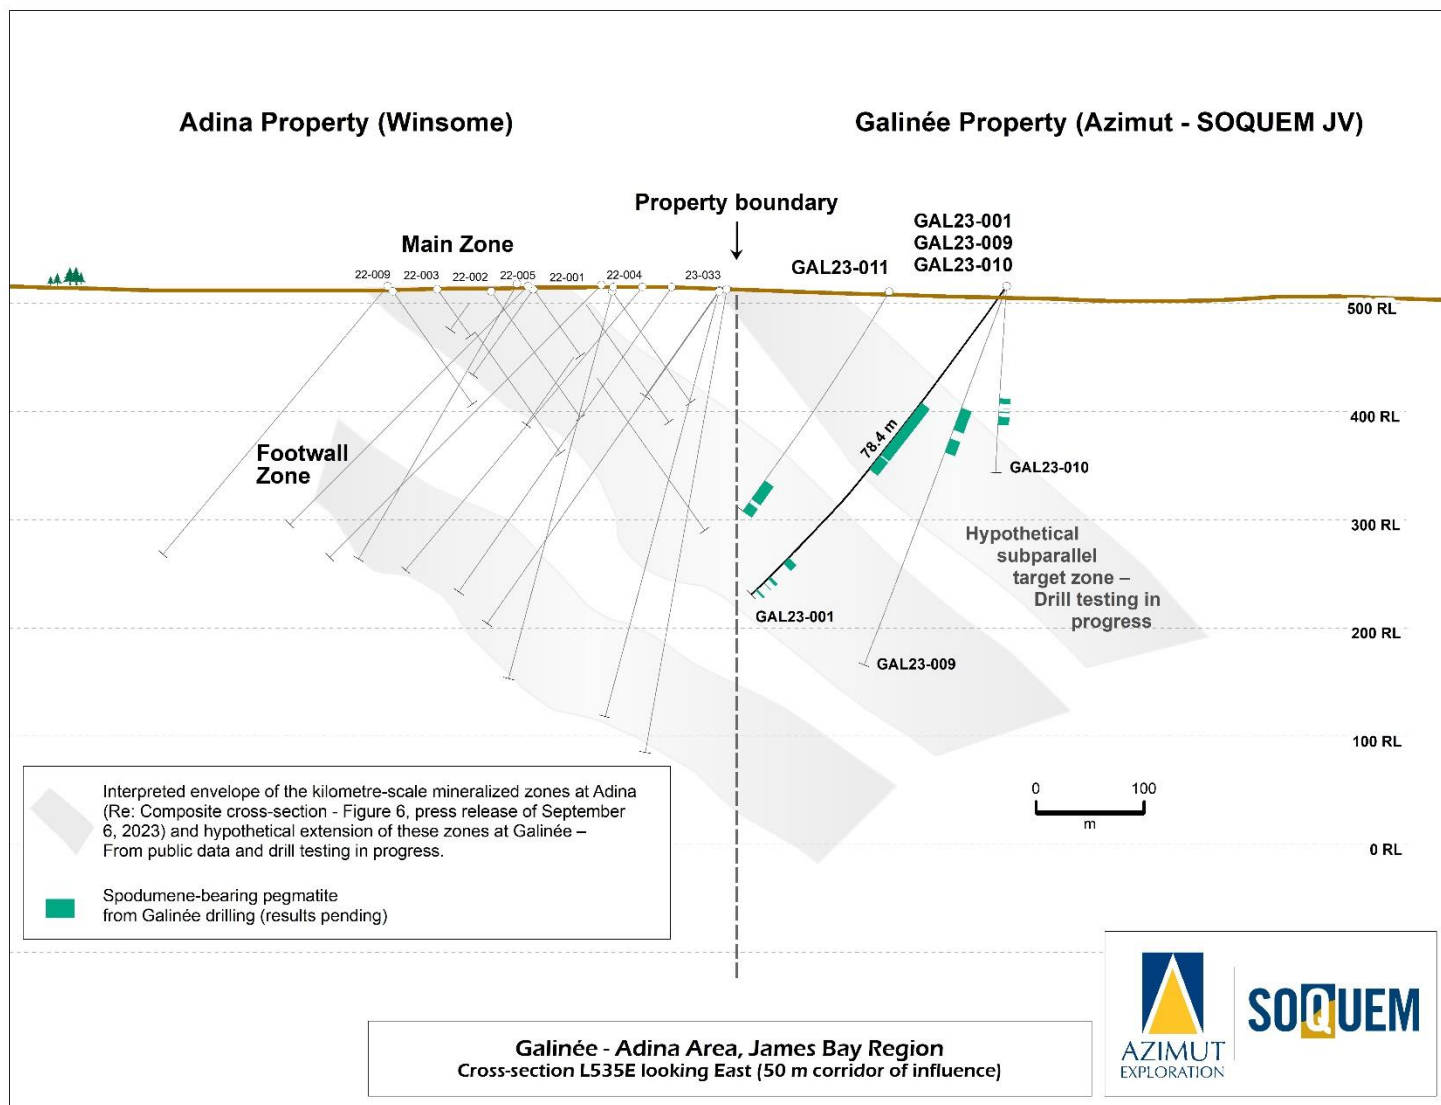 Adina Property (Winsome)
Galinée Property (Azimut - SOQUEM JV)
Property boundary
GAL23-001
GAL23-009
GAL23-010
GAL23-011
Main Zone
22-009
22-003
22-002
22-005
22-001
22-004
23-033
500 RL
400 RL
78.4 m
Footwall
Zone
GAL23-010
300 RL
Hypothetical
subparallel
target zone –
Drill testing in
progress
GAL23-001
200 RL
GAL23-009
100 RL
Interpreted envelope of the kilometre-scale mineralized zones at Adina
(Re: Composite cross-section - Figure 6, press release of September
6, 2023) and hypothetical extension of these zones at Galinée –
From public data and drill testing in progress.
Spodumene-bearing pegmatite
from Galinée drilling (results pending)
0
100
m
0 RL
Galinée - Adina Area, James Bay Region
Cross-section L535E looking East (50 m corridor of influence)
AZIMUT
EXPLORATION
SOQUEM